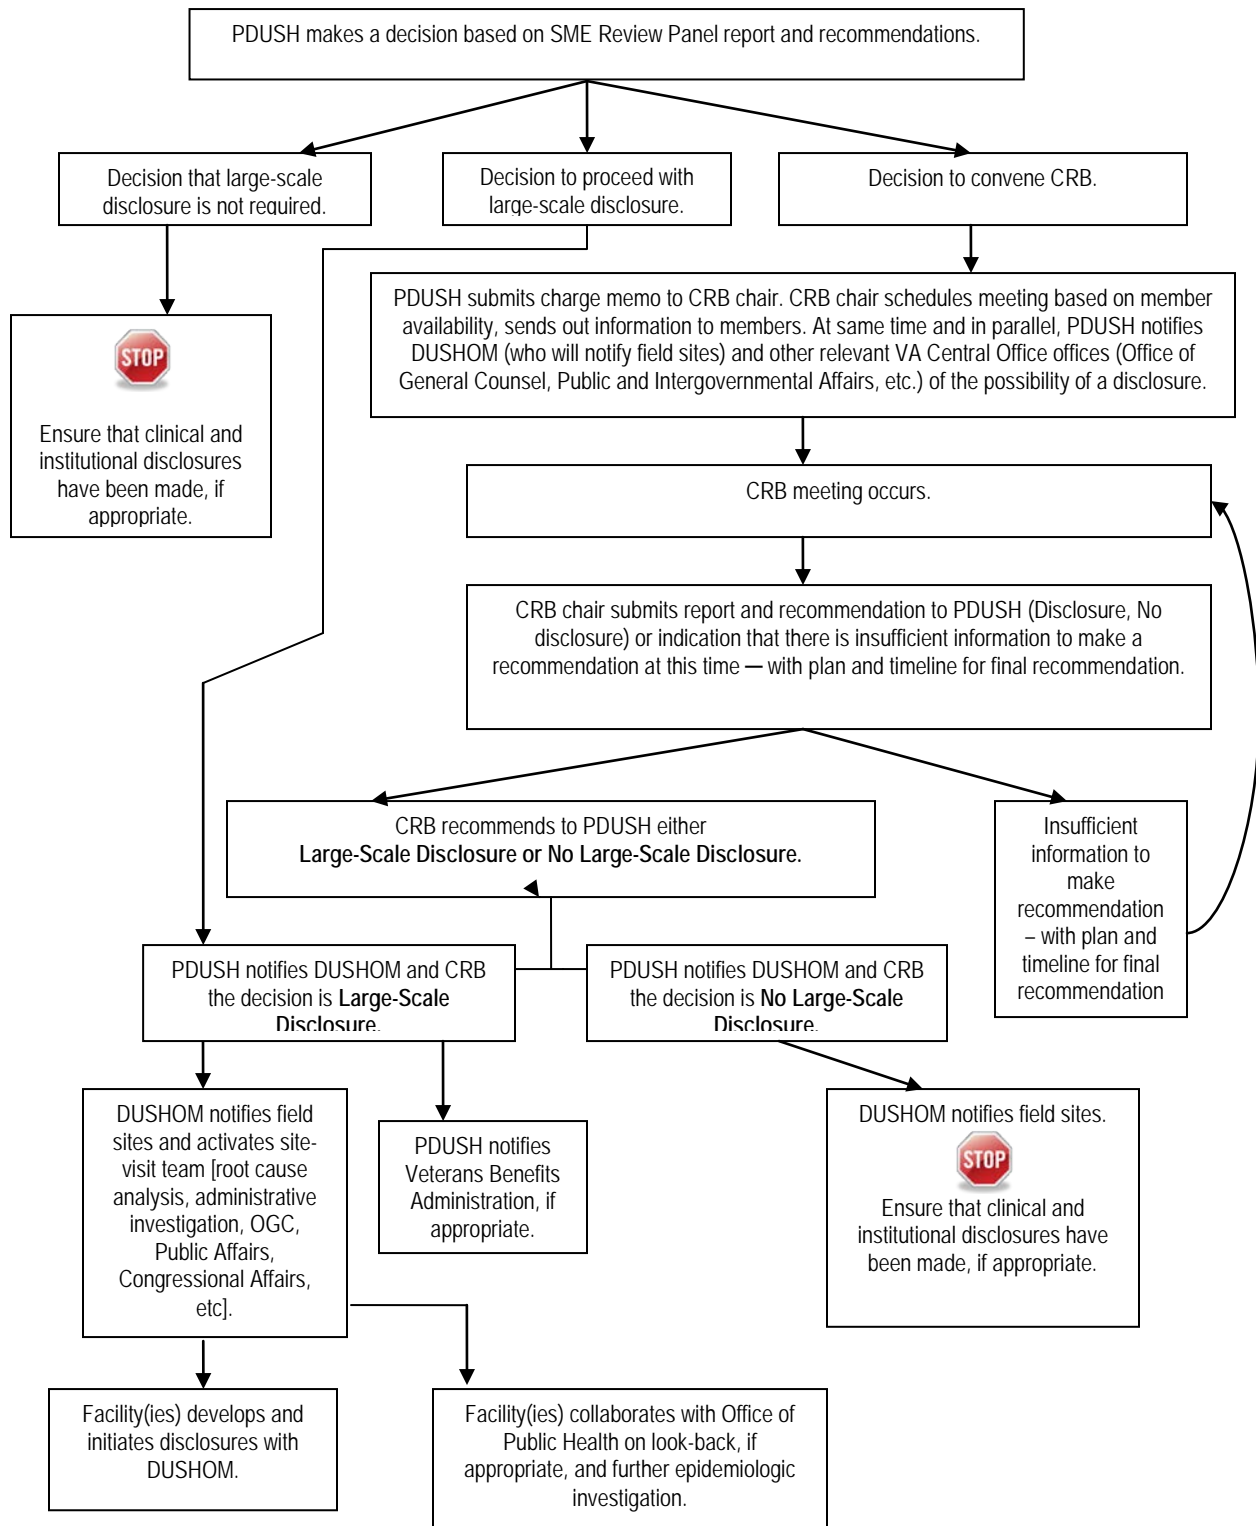 PDUSH makes a decision based on SME Review Panel report and recommendations.
Decision that large-scale
disclosure is not required.
Decision to proceed with
large-scale disclosure.
Decision to convene CRB.
PDUSH submits charge memo to CRB chair. CRB chair schedules meeting based on member
availability, sends out information to members. At same time and in parallel, PDUSH notifies
DUSHOM (who will notify field sites) and other relevant VA Central Office offices (Office of
General Counsel, Public and Intergovernmental Affairs, etc.) of the possibility of a disclosure.
STOP
Ensure that clinical and
institutional disclosures
have been made, if
appropriate.
CRB meeting occurs.
CRB chair submits report and recommendation to PDUSH (Disclosure, No
disclosure) or indication that there is insufficient information to make a
recommendation at this time — with plan and timeline for final recommendation.
CRB recommends to PDUSH either
Large-Scale Disclosure or No Large-Scale Disclosure.
Insufficient
information to
make
recommendation
– with plan and
timeline for final
recommendation
PDUSH notifies DUSHOM and CRB
the decision is Large-Scale
Disclosure.
PDUSH notifies DUSHOM and CRB
the decision is No Large-Scale
Disclosure.
DUSHOM notifies field
sites and activates site-
visit team [root cause
analysis, administrative
investigation, OGC,
Public Affairs,
Congressional Affairs,
etc].
PDUSH notifies
Veterans Benefits
Administration, if
appropriate.
DUSHOM notifies field sites.
STOP
Ensure that clinical and
institutional disclosures have
been made, if appropriate.
Facility(ies) develops and
initiates disclosures with
DUSHOM.
Facility(ies) collaborates with Office of
Public Health on look-back, if
appropriate, and further epidemiologic
investigation.